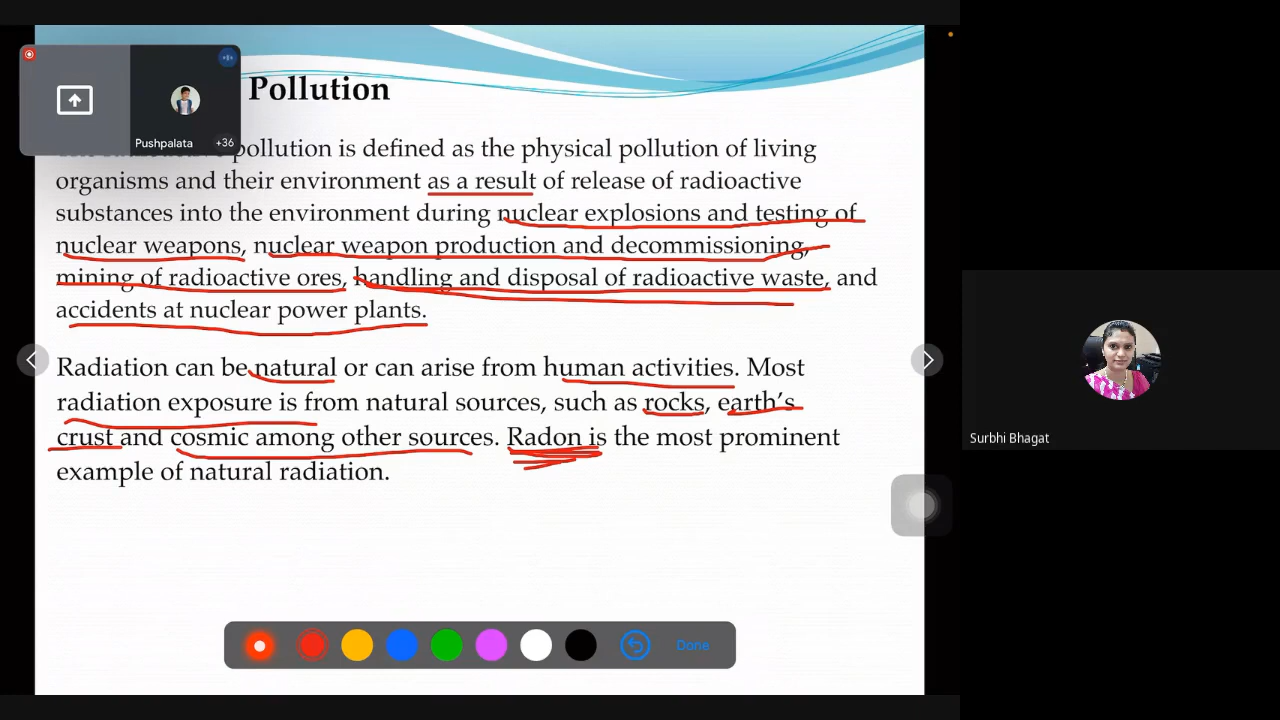 Pollution
pollution is defined as the physical pollution of living
organisms and their environment as a result of release of radioactive
substances into the environment during nuclear explosions and testing of
nuclear weapons, nuclear weapon production and decommissioning,
mining of radioactive ores, handling and disposal of radioactive waste, and
accidents at nuclear power plants.
Radiation can be natural or can arise from human activities. Most
radiation exposure is from natural sources, such as rocks, earth's
crust and cosmic among other sources. Radon is the most prominent
example of natural radiation.
Pushpalata +36
Surbhi Bhagat
Done